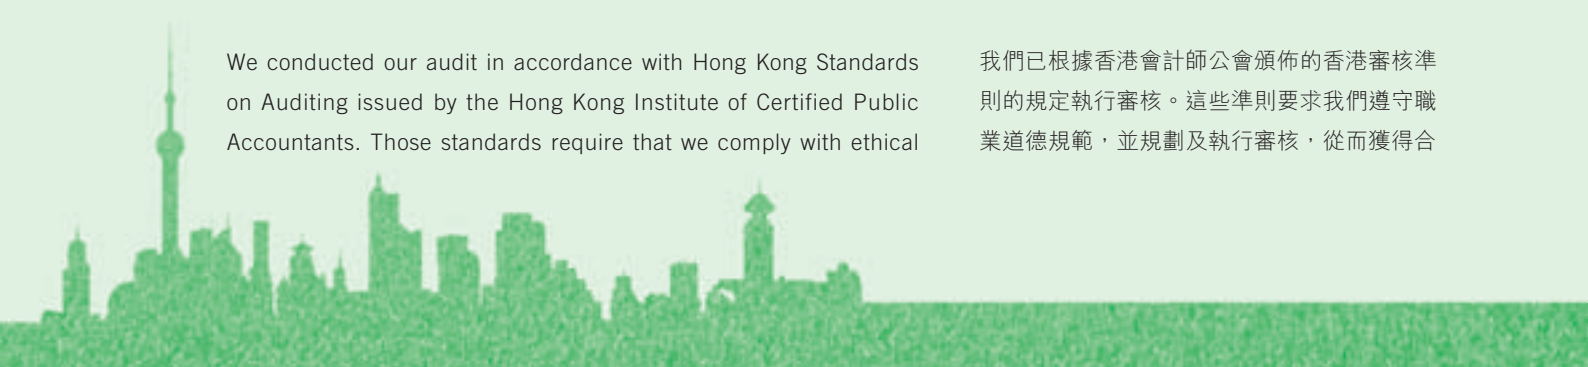 We conducted our audit in accordance with Hong Kong Standards
on Auditing issued by the Hong Kong Institute of Certified Public
Accountants. Those standards require that we comply with ethical
我們已根據香港會計師公會頒佈的香港審核準
則的規定執行審核。這些準則要求我們遵守職
業道德規範，並規劃及執行審核，從而獲得合